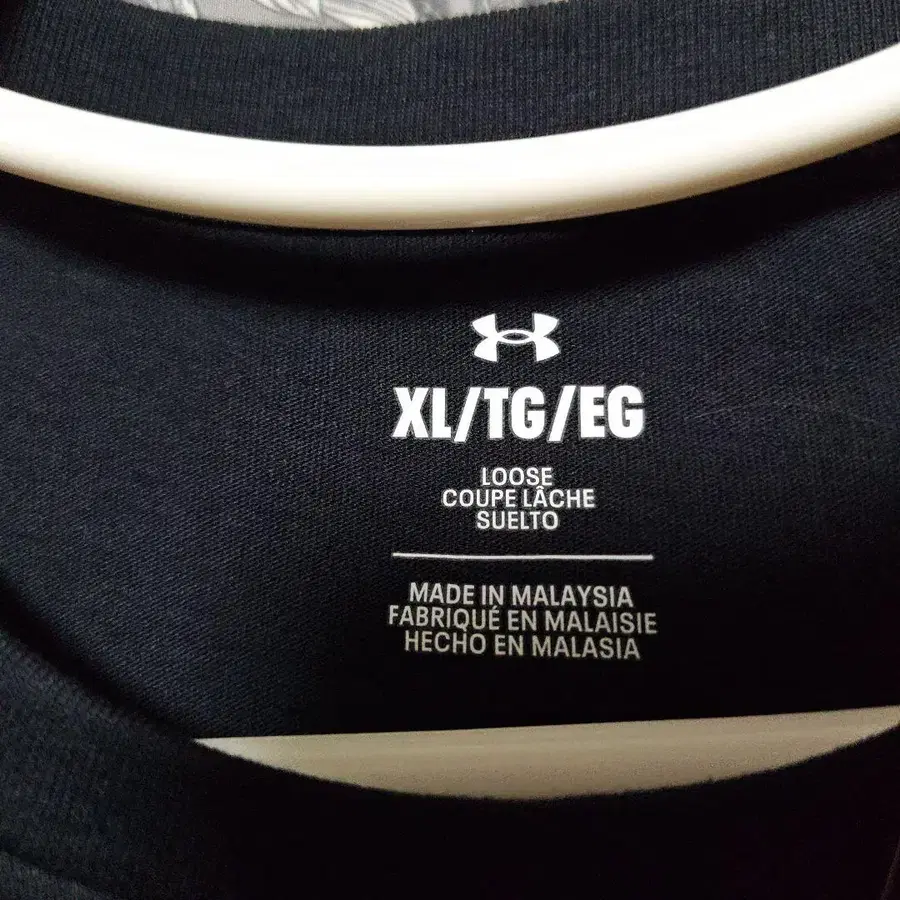 XL/TG/EG
LOOSE
COUPE LÂCHE
SUELTO
MADE IN MALAYSIA
FABRIQUÉ EN MALAISIE
HECHO EN MALASIA